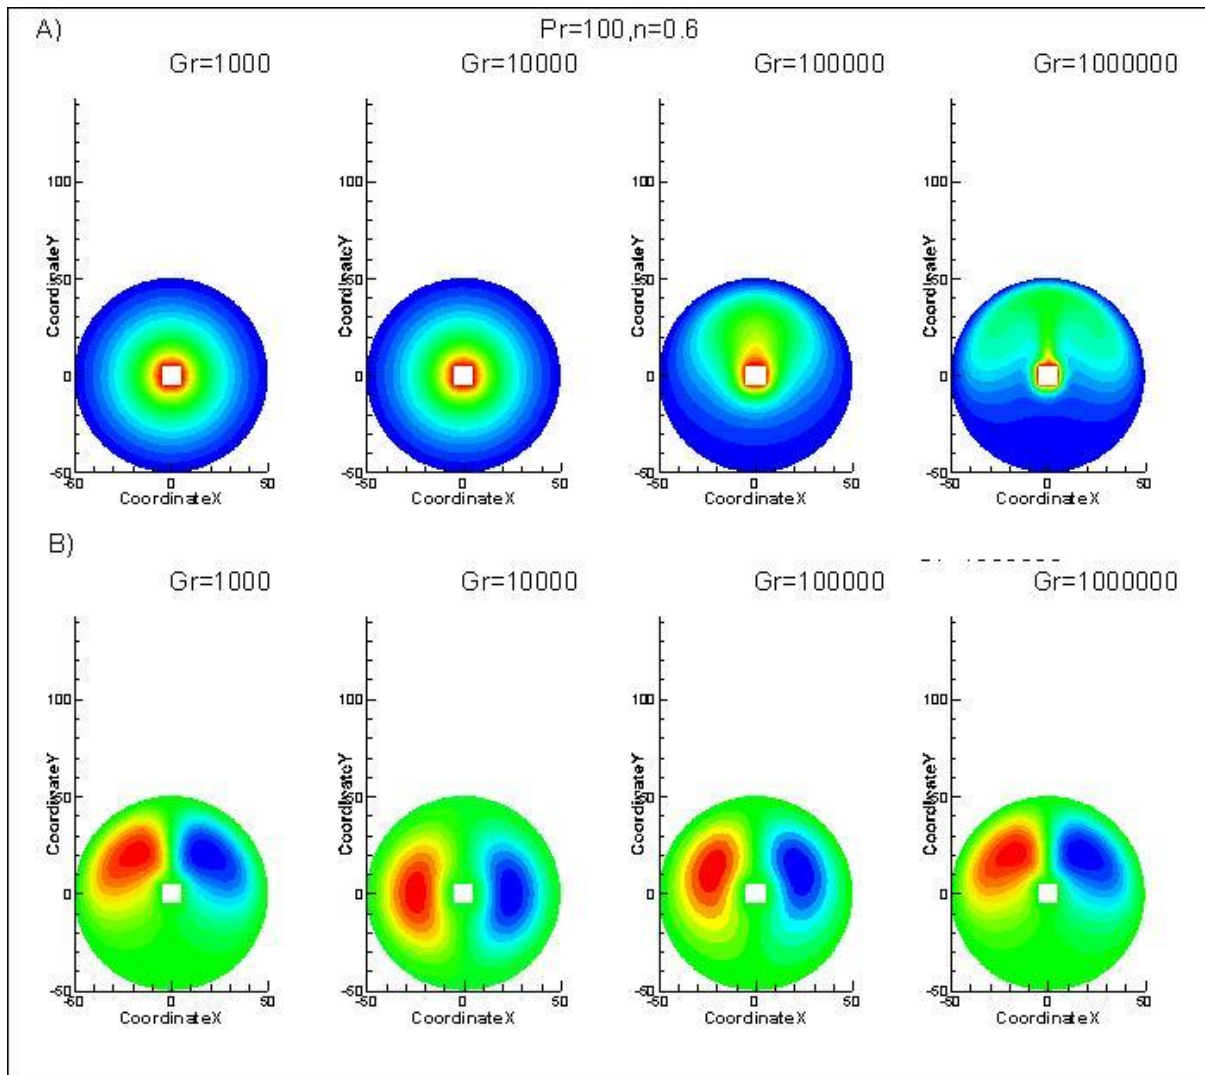 A)
Pr=100,n=0.6
Gr=1000 Gr=10000 Gr=100000 Gr=1000000
100 100 100 100
CoordinateY CoordinateY CoordinateY CoordinateY
50 50 50 50
0 0 0 0
-50 -50 -50 -50
-50 0 50 -50 0 50 -50 0 50 -50 0 50
CoordinateX CoordinateX CoordinateX CoordinateX
B)
Gr=1000 Gr=10000 Gr=100000 Gr=1000000
100 100 100 100
CoordinateY CoordinateY CoordinateY CoordinateY
50 50 50 50
0 0 0 0
-50 -50 -50 -50
-50 0 50 -50 0 50 -50 0 50 -50 0 50
CoordinateX CoordinateX CoordinateX CoordinateX